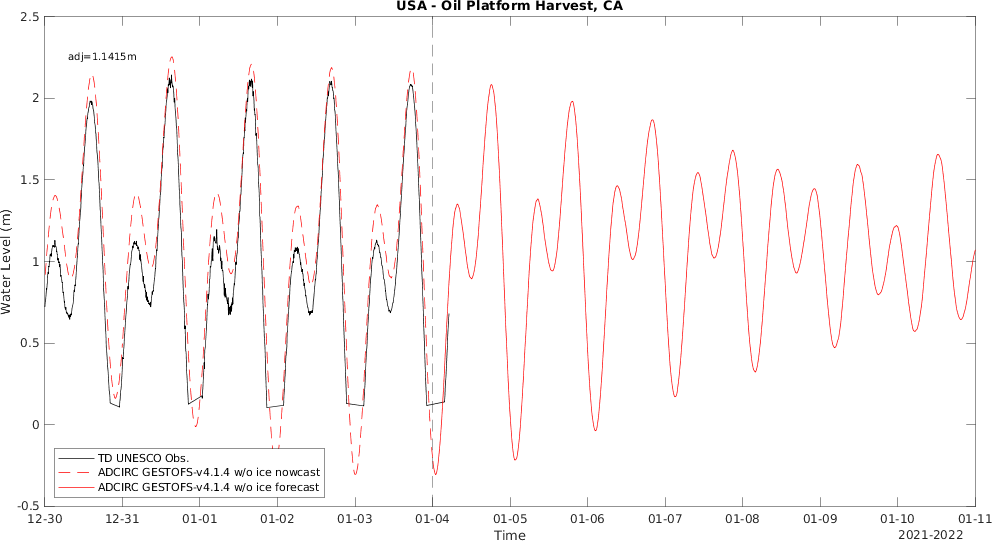 USA - Oil Platform Harvest, CA
2.5
2
1.5
1
0.5
0
-0.5
Water Level (m)
adj=1.1415m
TD UNESCO Obs.
ADCIRC GESTOFS-v4.1.4 w/o ice nowcast
ADCIRC GESTOFS-v4.1.4 w/o ice forecast
12-30 12-31 01-01 01-02 01-03 01-04 01-05 01-06 01-07 01-08 01-09 01-10 01-11
Time
2021-2022